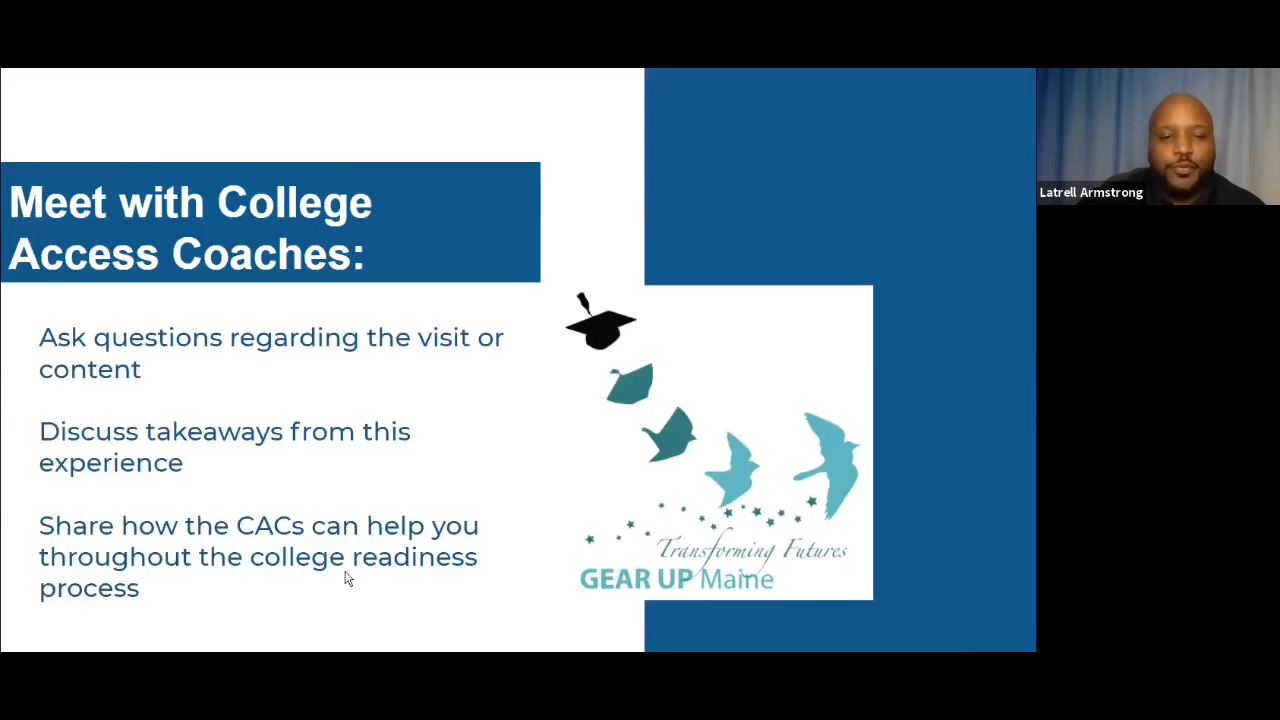 Meet with College
Access Coaches:
Ask questions regarding the visit or
content
Discuss takeaways from this
experience
Share how the CACs can help you
throughout the college readiness
process
Transforming Futures
GEAR UP Maine
Latrell Armstrong